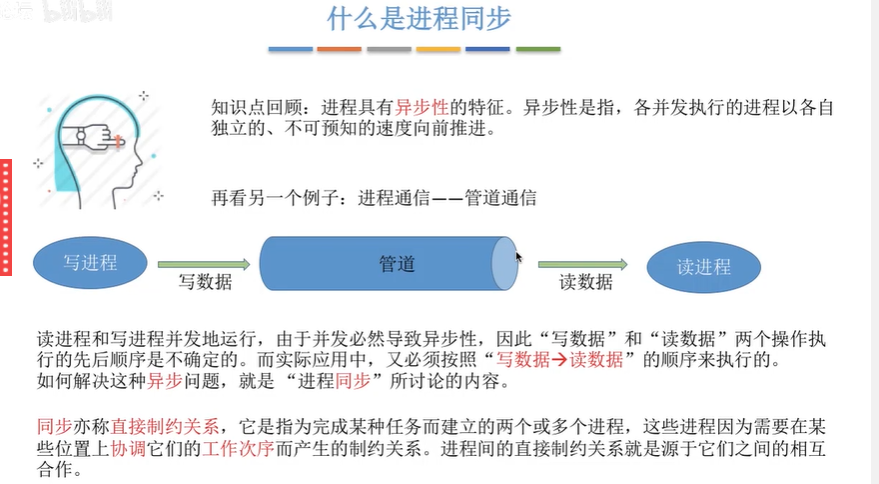 什么是进程同步
知识点回顾：进程具有异步性的特征。异步性是指，各并发执行的进程以各自
独立的、不可预知的速度向前推进。
再看另一个例子：进程通信——管道通信
写进程
写数据
管道
读数据
读进程
读进程和写进程并发地运行，由于并发必然导致异步性，因此“写数据”和“读数据”两个操作执
行的先后顺序是不确定的。而实际应用中，又必须按照“写数据→读数据”的顺序来执行的。
如何解决这种异步问题，就是 “进程同步”所讨论的内容。
同步亦称直接制约关系，它是指为完成某种任务而建立的两个或多个进程，这些进程因为需要在某
些位置上协调它们的工作次序而产生的制约关系。进程间的直接制约关系就是源于它们之间的相互
合作。